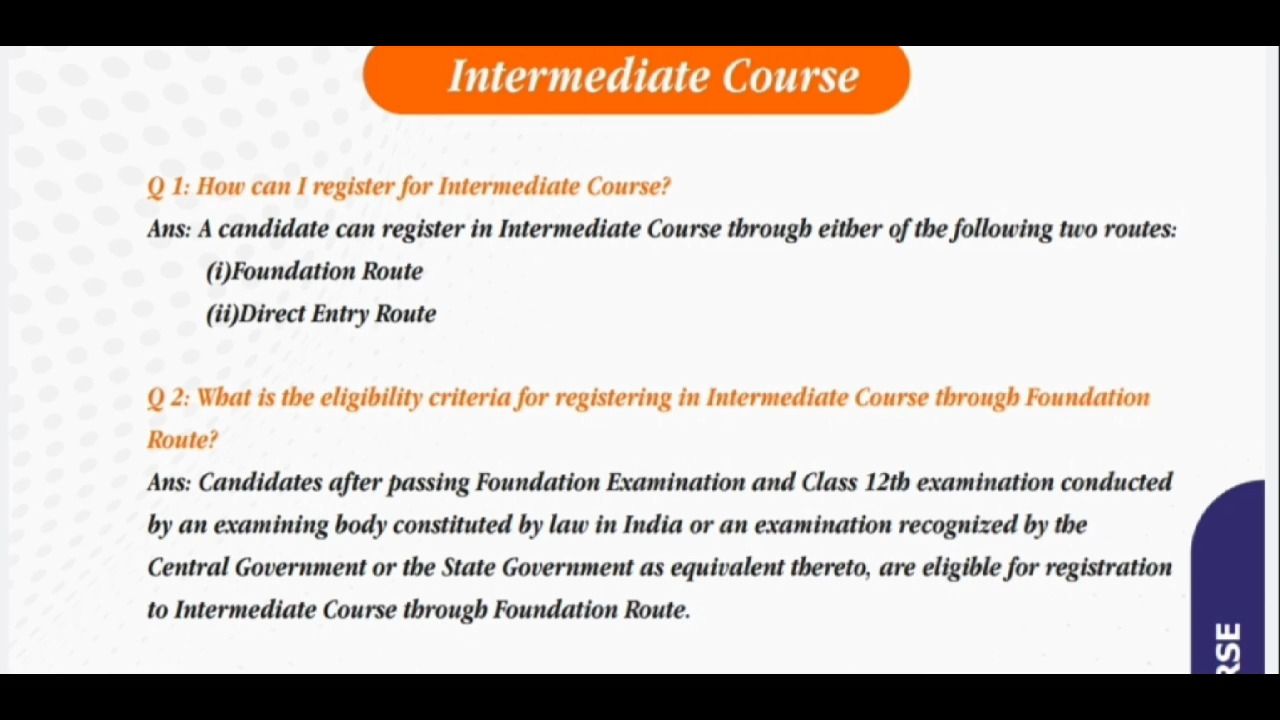 Intermediate Course
Q 1: How can I register for Intermediate Course?
Ans: A candidate can register in Intermediate Course through either of the following two routes:
(i)Foundation Route
(ii)Direct Entry Route
Q 2: What is the eligibility criteria for registering in Intermediate Course through Foundation
Route?
Ans: Candidates after passing Foundation Examination and Class 12th examination conducted
by an examining body constituted by law in India or an examination recognized by the
Central Government or the State Government as equivalent thereto, are eligible for registration
to Intermediate Course through Foundation Route.